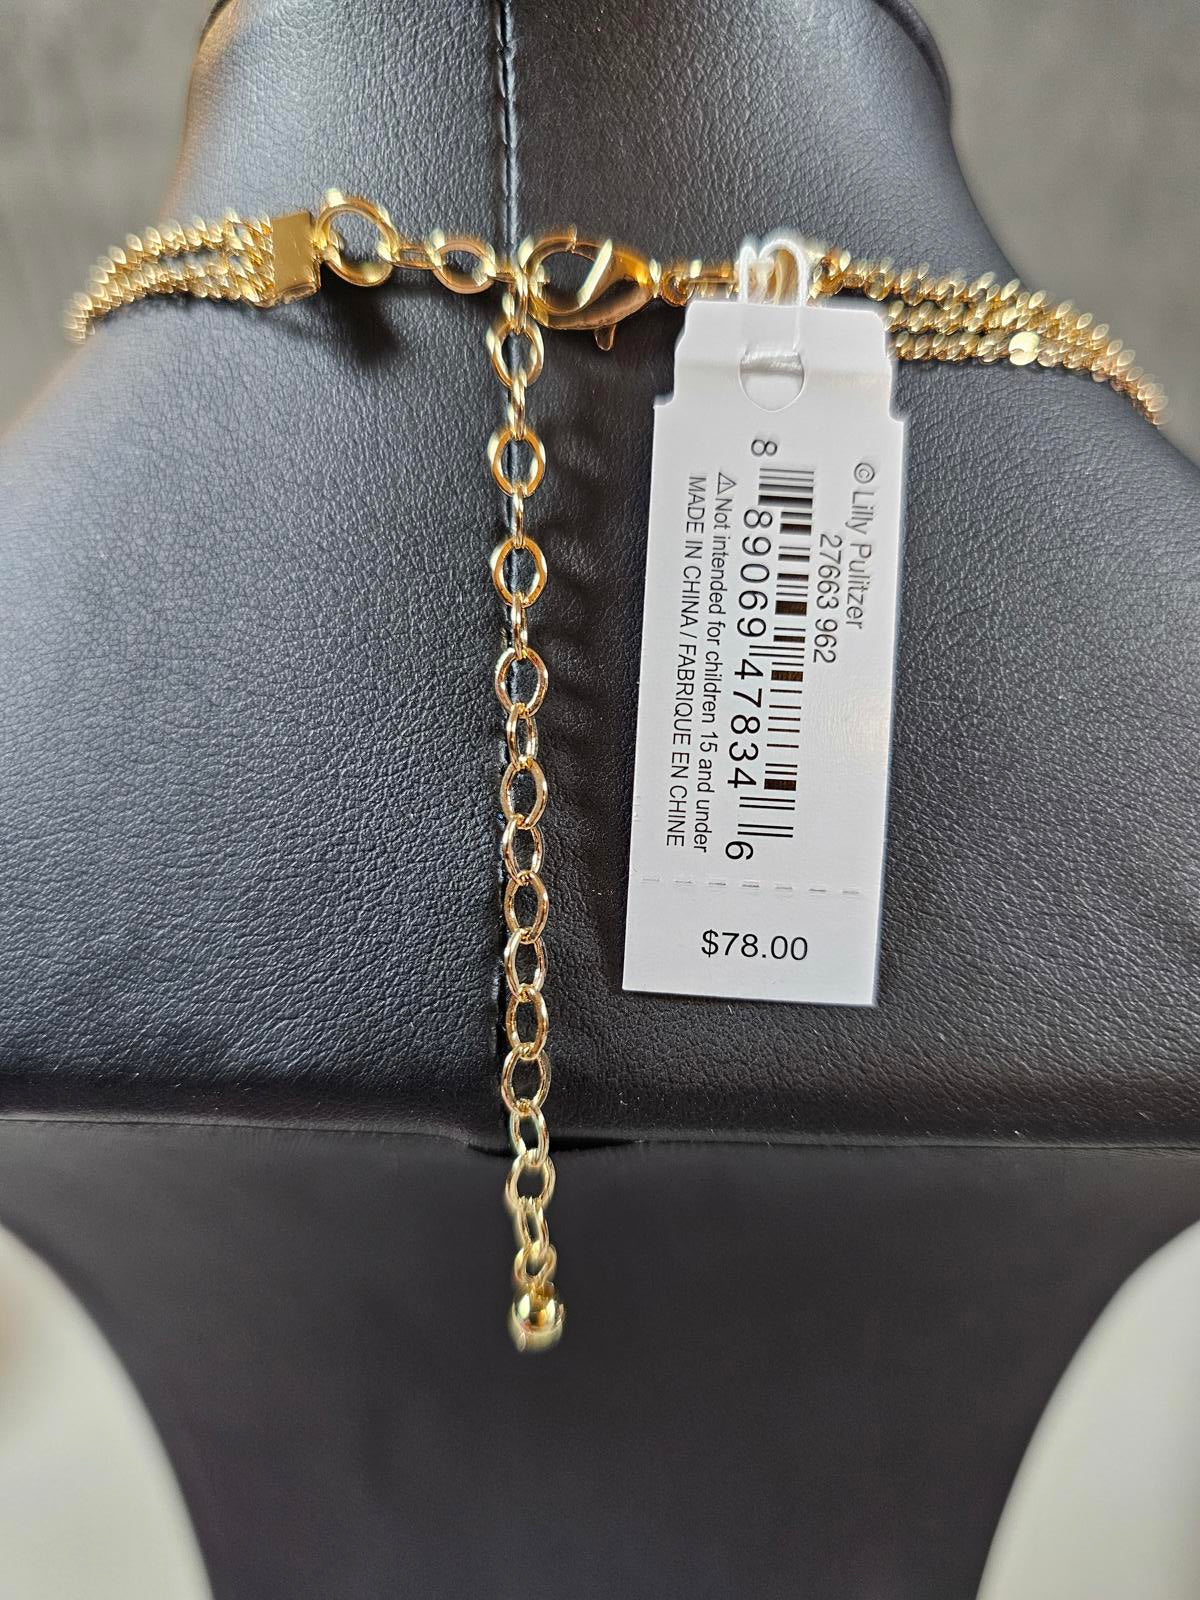 © Lilly Pulitzer
27663 962
8 89069 47834 6
⚠Not intended for children 15 and under
MADE IN CHINA / FABRIQUE EN CHINE
$78.00